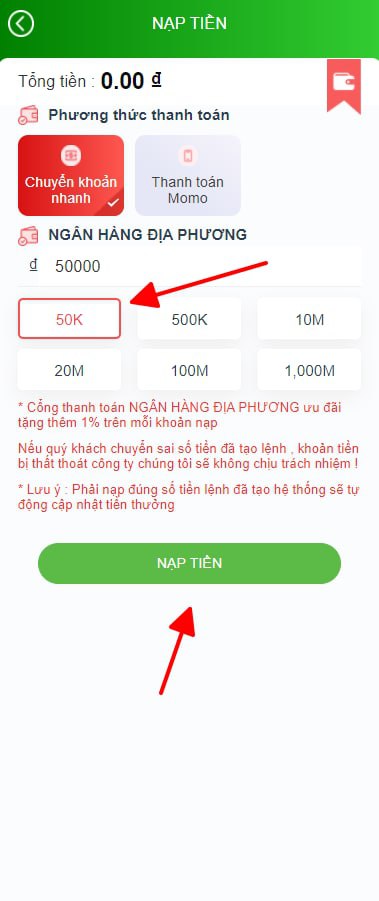 NẠP TIỀN
Tổng tiền : 0.00 ₫
Phương thức thanh toán
Chuyển khoản
nhanh
Thanh toán
Momo
NGÂN HÀNG ĐỊA PHƯƠNG
₫ 50000
50K
500K
10M
20M
100M
1,000M
* Cổng thanh toán NGÂN HÀNG ĐỊA PHƯƠNG ưu đãi
tặng thêm 1% trên mỗi khoản nạp
Nếu quý khách chuyển sai số tiền đã tạo lệnh , khoản tiền
bị thất thoát công ty chúng tôi sẽ không chịu trách nhiệm !
* Lưu ý : Phải nạp đúng số tiền lệnh đã tạo hệ thống sẽ tự
động cập nhật tiền thưởng
NẠP TIỀN